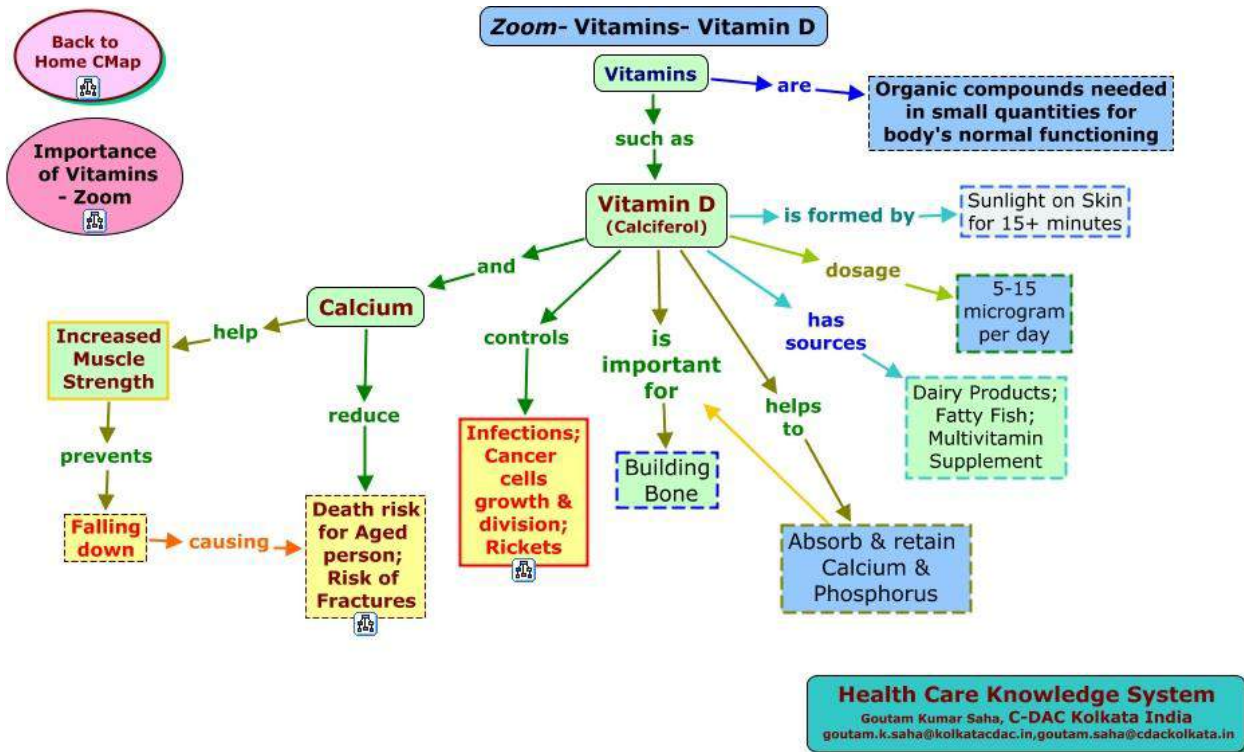 Zoom- Vitamins- Vitamin D
Back to
Home CMap
Importance
of Vitamins
- Zoom
Vitamins
are
Organic compounds needed
in small quantities for
body's normal functioning
such as
Vitamin D
(Calciferol)
is formed by
Sunlight on Skin
for 15+ minutes
dosage
5-15
microgram
per day
has
sources
Dairy Products;
Fatty Fish;
Multivitamin
Supplement
and
Calcium
help
Increased
Muscle
Strength
prevents
Falling
down
causing
reduce
Death risk
for Aged
person;
Risk of
Fractures
controls
Infections;
Cancer
cells
growth &
division;
Rickets
is
important
for
Building
Bone
helps
to
Absorb & retain
Calcium &
Phosphorus
Health Care Knowledge System
Goutam Kumar Saha, C-DAC Kolkata India
goutam.k.saha@kolkatacdac.in,goutam.saha@cdackolkata.in